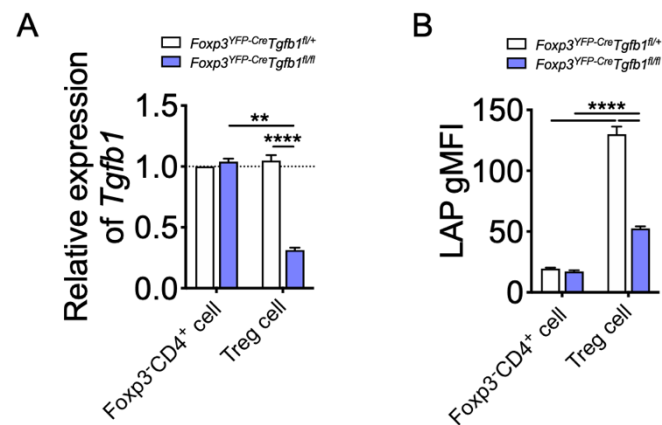 A
Foxp3YFP-CreTgfb1fl/+
Foxp3YFP-CreTgfb1fl/fl
Relative expression
of Tgfb1
1.5
1.0
0.5
0.0
**
****
Foxp3-CD4+ cell
Treg cell
B
Foxp3YFP-CreTgfb1fl/+
Foxp3YFP-CreTgfb1fl/fl
LAP gMFI
150
100
50
0
****
Foxp3-CD4+ cell
Treg cell